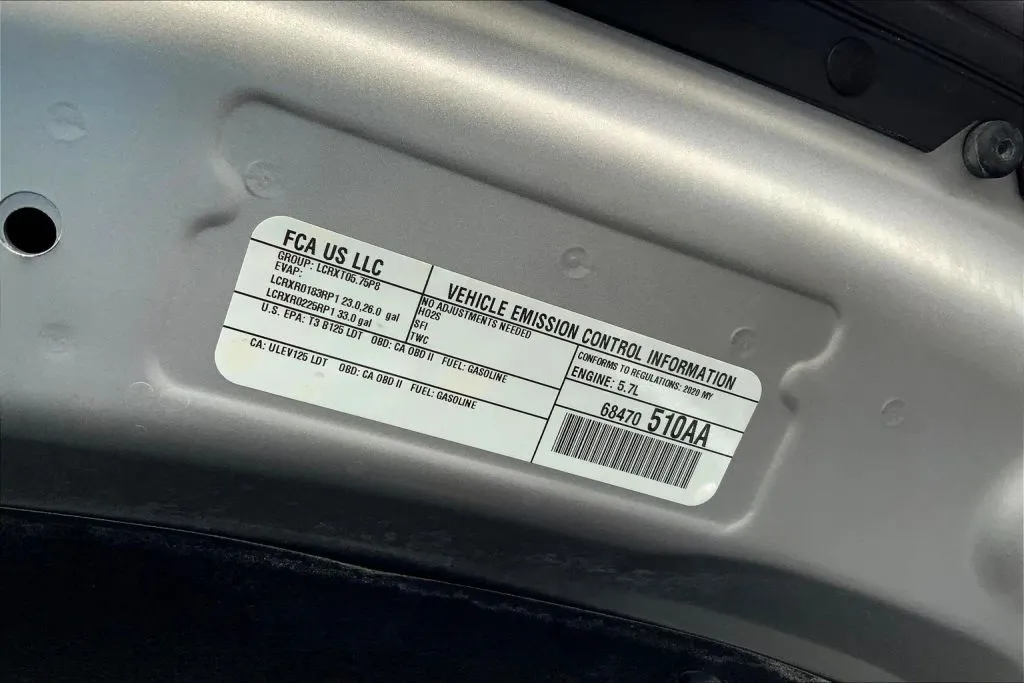 FCA US LLC
VEHICLE EMISSION CONTROL INFORMATION
GROUP: LCRXT05.75P8
EVAP:
LCRXR0183RP1 23.0,26.0 gal
LCRXR0225RP1 33.0 gal
NO ADJUSTMENTS NEEDED
HO2S
SFI
TWC
CONFORMS TO REGULATIONS: 2020 MY
ENGINE: 5.7L
U.S. EPA: T3 B125 LDT OBD: CA OBD II FUEL: GASOLINE
CA: ULEV125 LDT OBD: CA OBD II FUEL: GASOLINE
68470 510AA